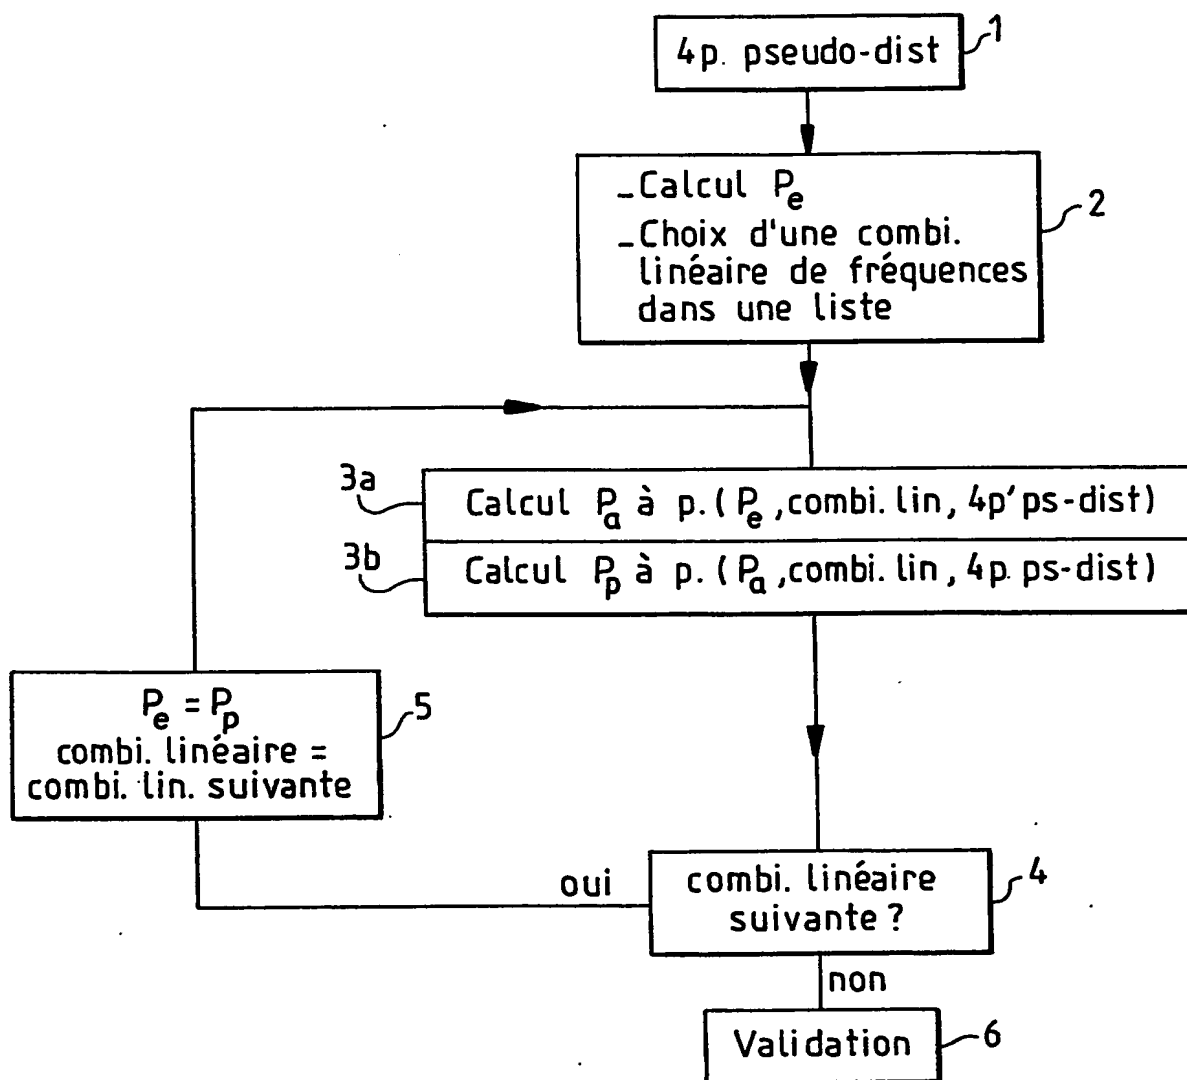 4p. pseudo-dist
1
-Calcul Pe
-Choix d'une combi.
linéaire de fréquences
dans une liste
2
3a
Calcul Pa à p. (Pe, combi. lin, 4p' ps-dist)
3b
Calcul Pp à p. (Pa, combi. lin, 4p. ps-dist)
Pe = Pp
combi. linéaire =
combi. lin. suivante
5
oui
combi. linéaire
suivante ?
4
non
Validation
6